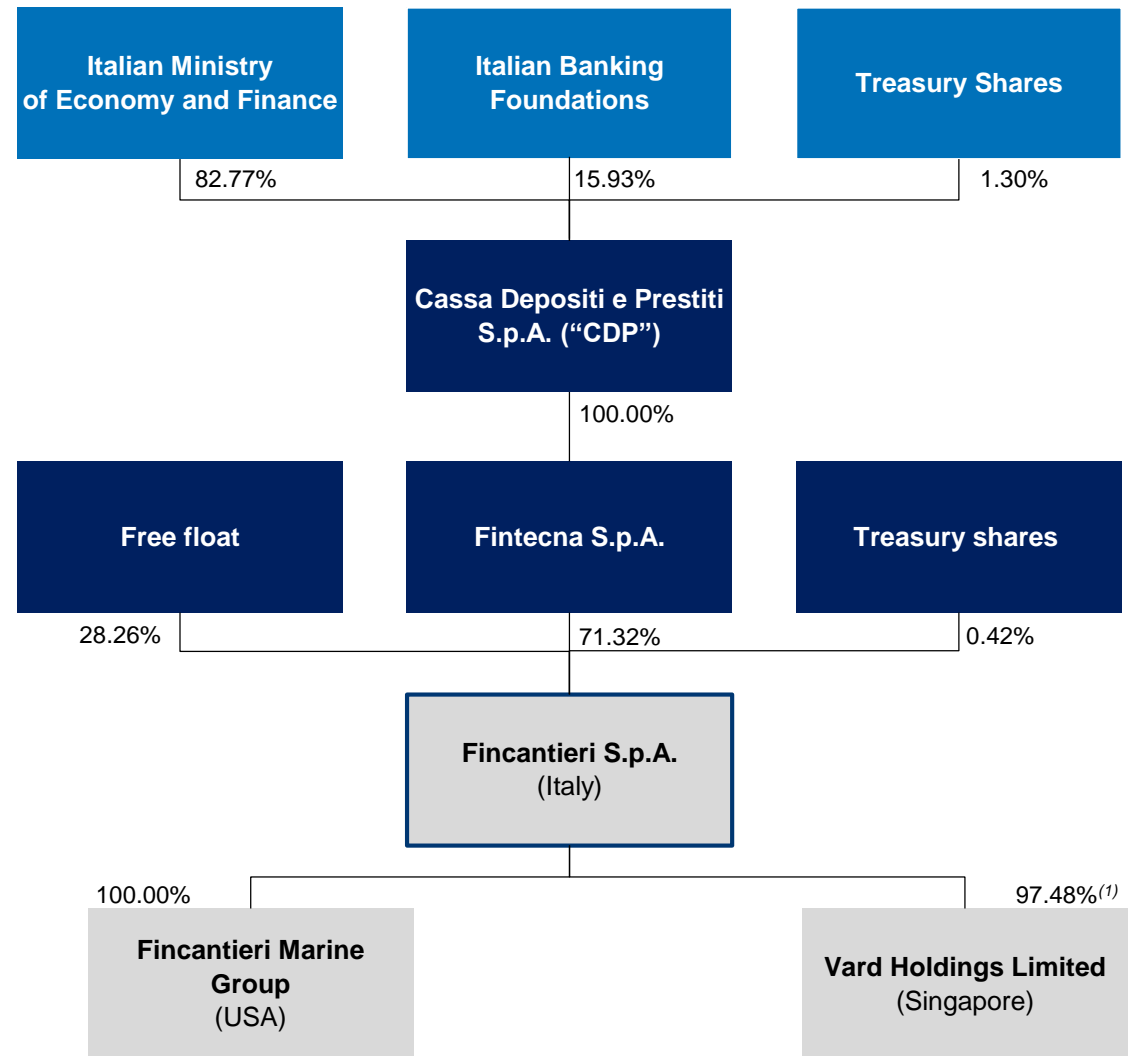 Italian Ministry
of Economy and Finance
Italian Banking
Foundations
Treasury Shares
82.77%
15.93%
1.30%
Cassa Depositi e Prestiti
S.p.A. (“CDP”)
100.00%
Free float
Fintecna S.p.A.
Treasury shares
28.26%
71.32%
0.42%
Fincantieri S.p.A.
(Italy)
100.00%
97.48%(1)
Fincantieri Marine
Group
(USA)
Vard Holdings Limited
(Singapore)